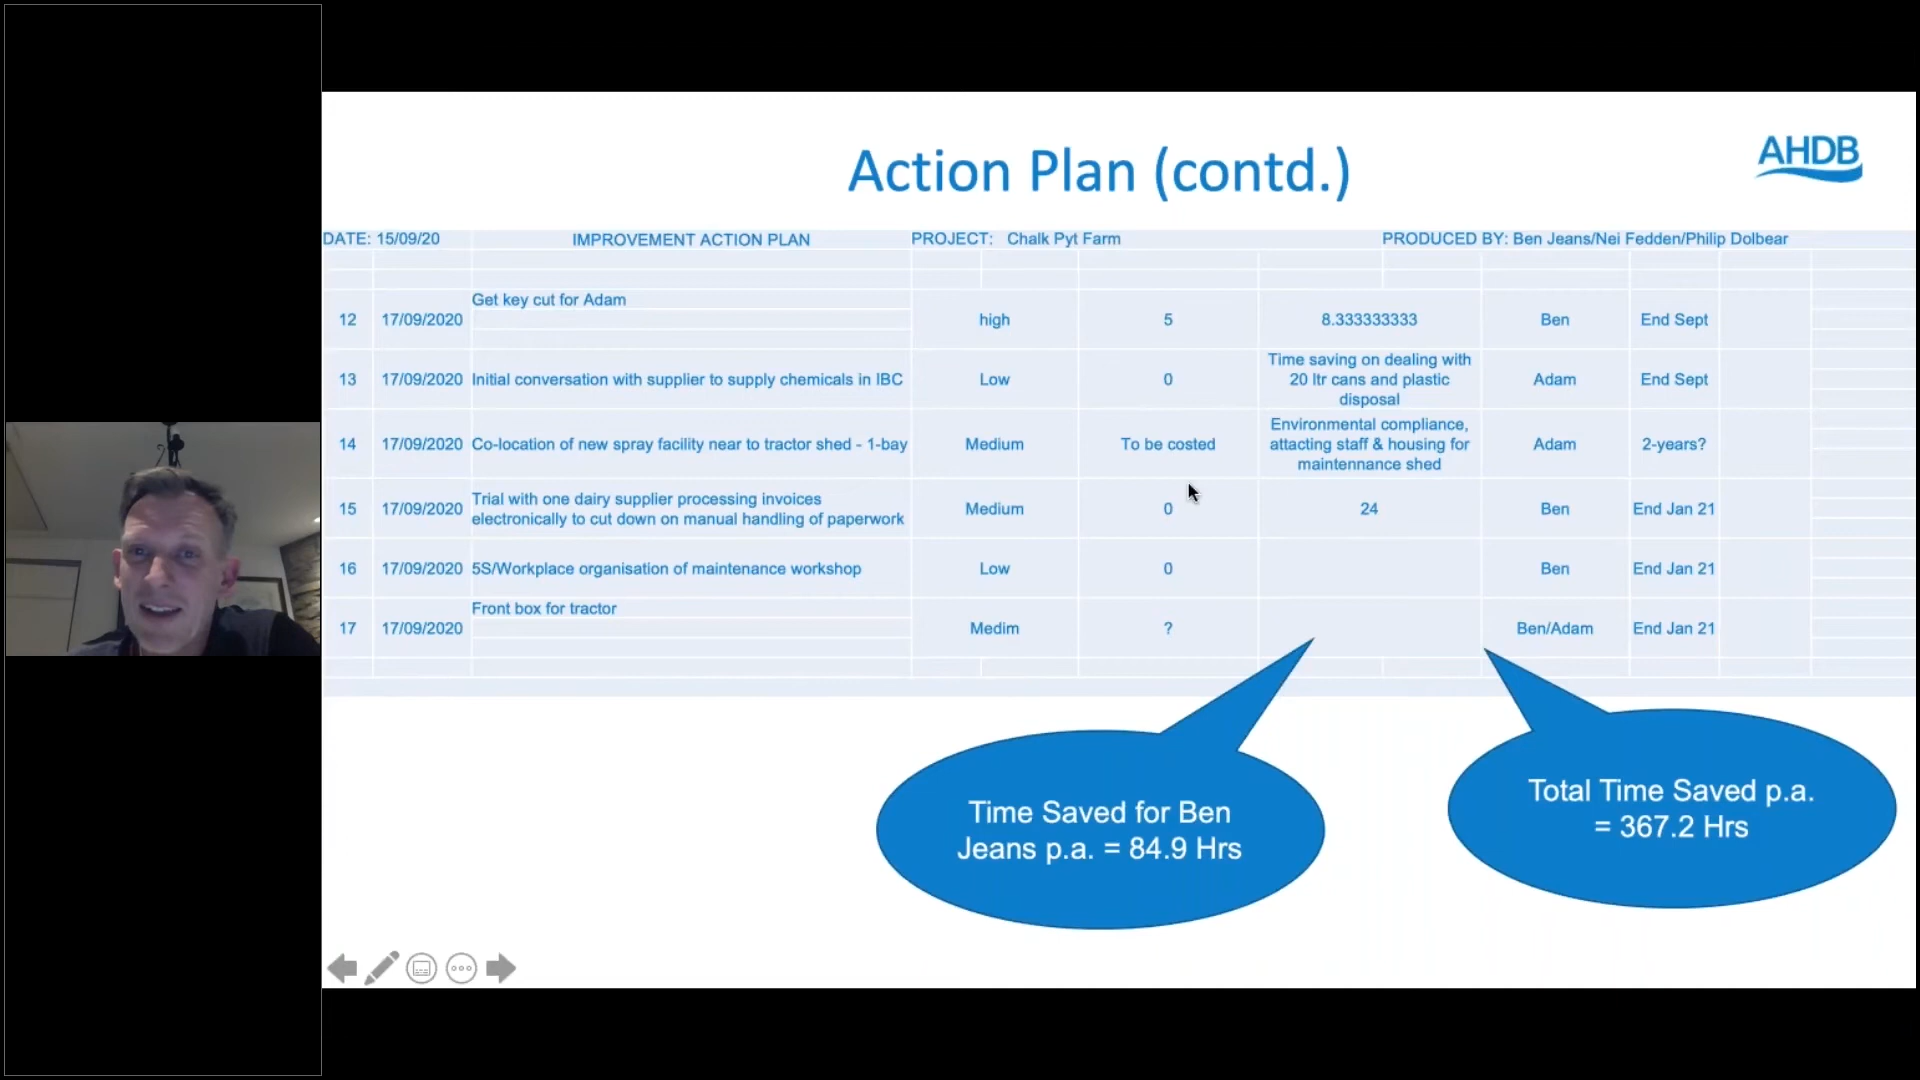 Action Plan (contd.)
AHDB
DATE: 15/09/20 IMPROVEMENT ACTION PLAN PROJECT: Chalk Pyt Farm PRODUCED BY: Ben Jeans/Nei Fedden/Philip Dolbear
12 17/09/2020 Get key cut for Adam high 5 8.333333333 Ben End Sept
13 17/09/2020 Initial conversation with supplier to supply chemicals in IBC Low 0 Time saving on dealing with
20 ltr cans and plastic
disposal
Adam End Sept
14 17/09/2020 Co-location of new spray facility near to tractor shed - 1-bay Medium To be costed Environmental compliance,
attacting staff & housing for
maintennance shed
Adam 2-years?
15 17/09/2020 Trial with one dairy supplier processing invoices
electronically to cut down on manual handling of paperwork
Medium 0 24 Ben End Jan 21
16 17/09/2020 5S/Workplace organisation of maintenance workshop Low 0 Ben End Jan 21
17 17/09/2020 Front box for tractor Medim ? Ben/Adam End Jan 21
Time Saved for Ben
Jeans p.a. = 84.9 Hrs
Total Time Saved p.a.
= 367.2 Hrs